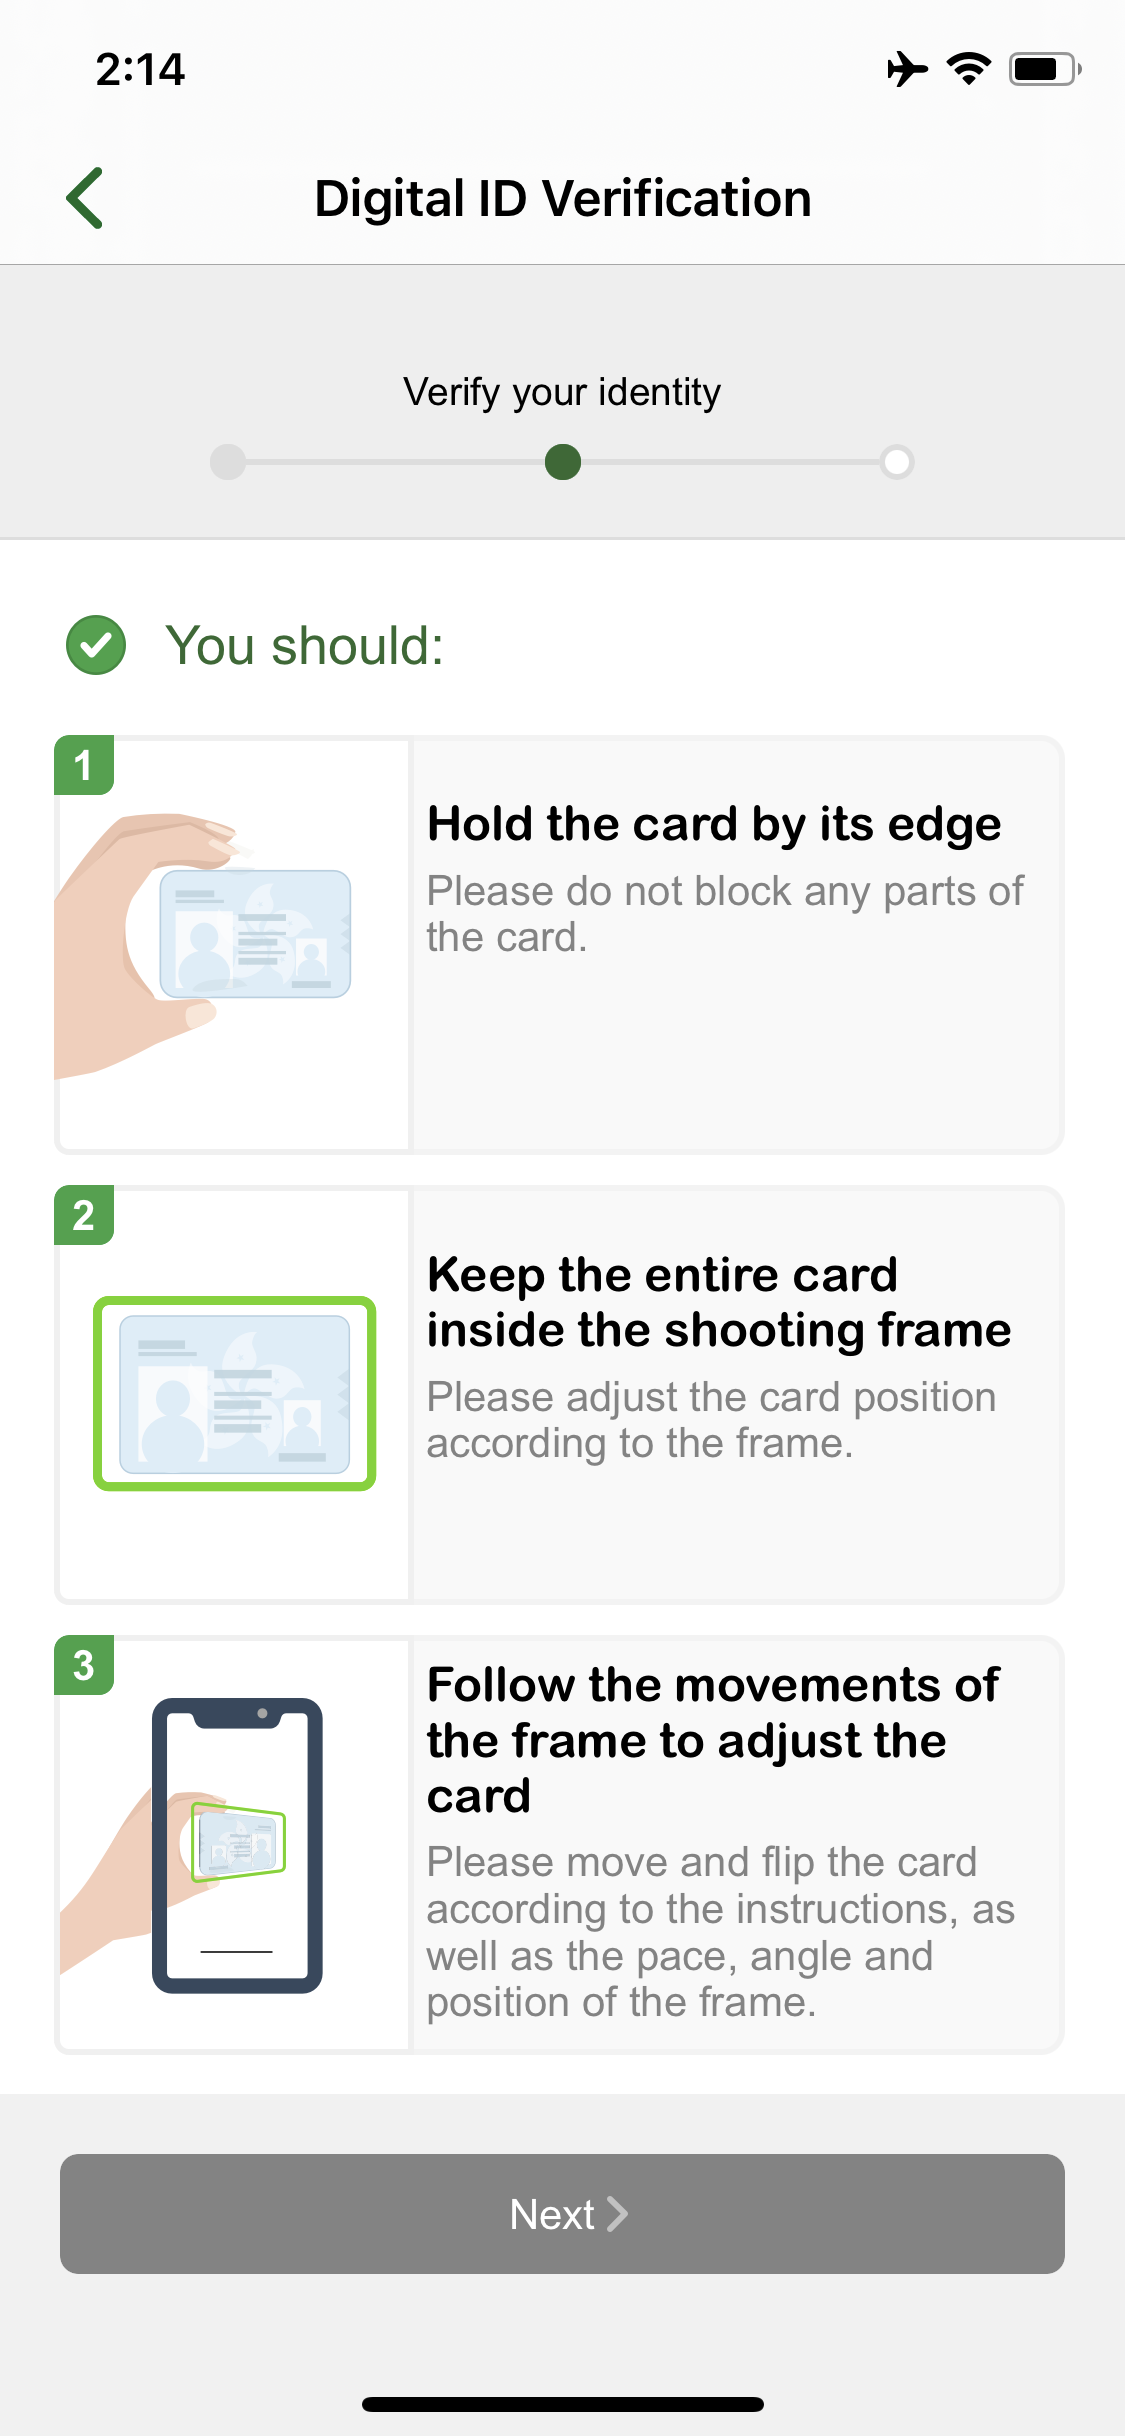 2:14
Digital ID Verification
Verify your identity
You should:
1
Hold the card by its edge
Please do not block any parts of
the card.
2
Keep the entire card
inside the shooting frame
Please adjust the card position
according to the frame.
3
Follow the movements of
the frame to adjust the
card
Please move and flip the card
according to the instructions, as
well as the pace, angle and
position of the frame.
Next